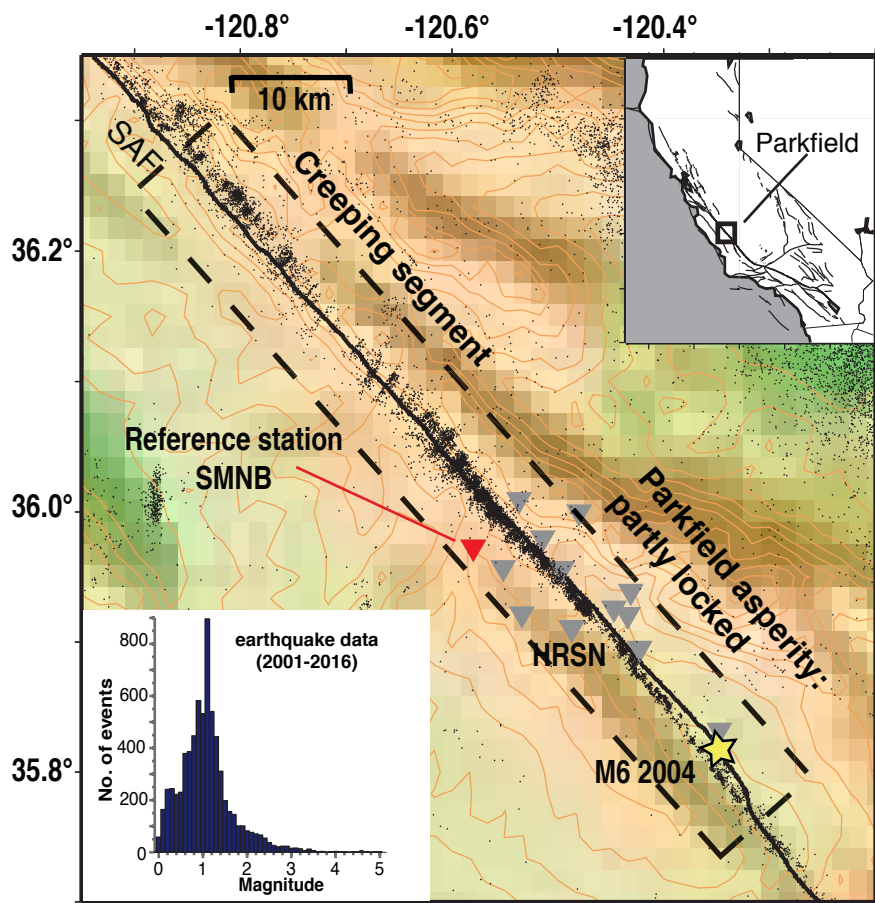 -120.8°
-120.6°
-120.4°
10 km
SAF
Creeping segment
Parkfield
36.2°
Reference station
SMNB
36.0°
Parkfield asperity:
partly locked
HRSN
M6 2004
35.8°
earthquake data
(2001-2016)
No. of events
800
600
400
200
0
0
1
2
3
4
5
Magnitude